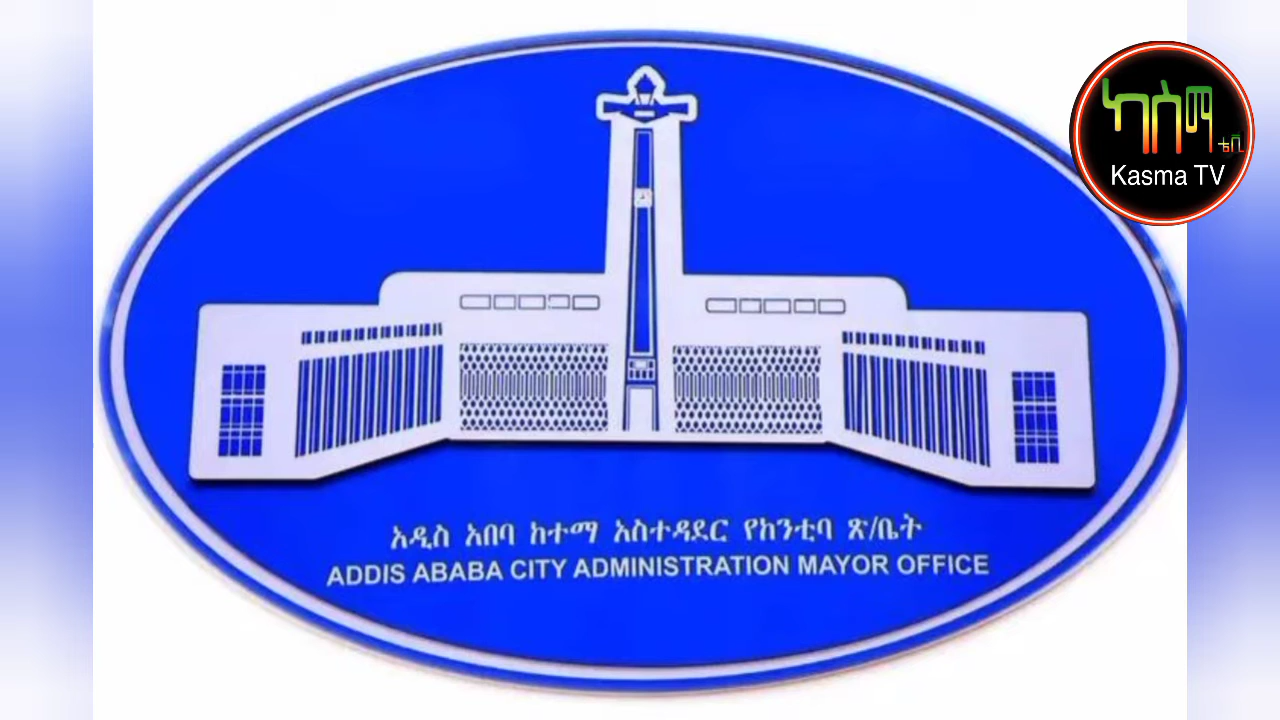 ካስማ
ቴቪ
Kasma TV
አዲስ አበባ ከተማ አስተዳደር የከንቲባ ጽ/ቤት
ADDIS ABABA CITY ADMINISTRATION MAYOR OFFICE